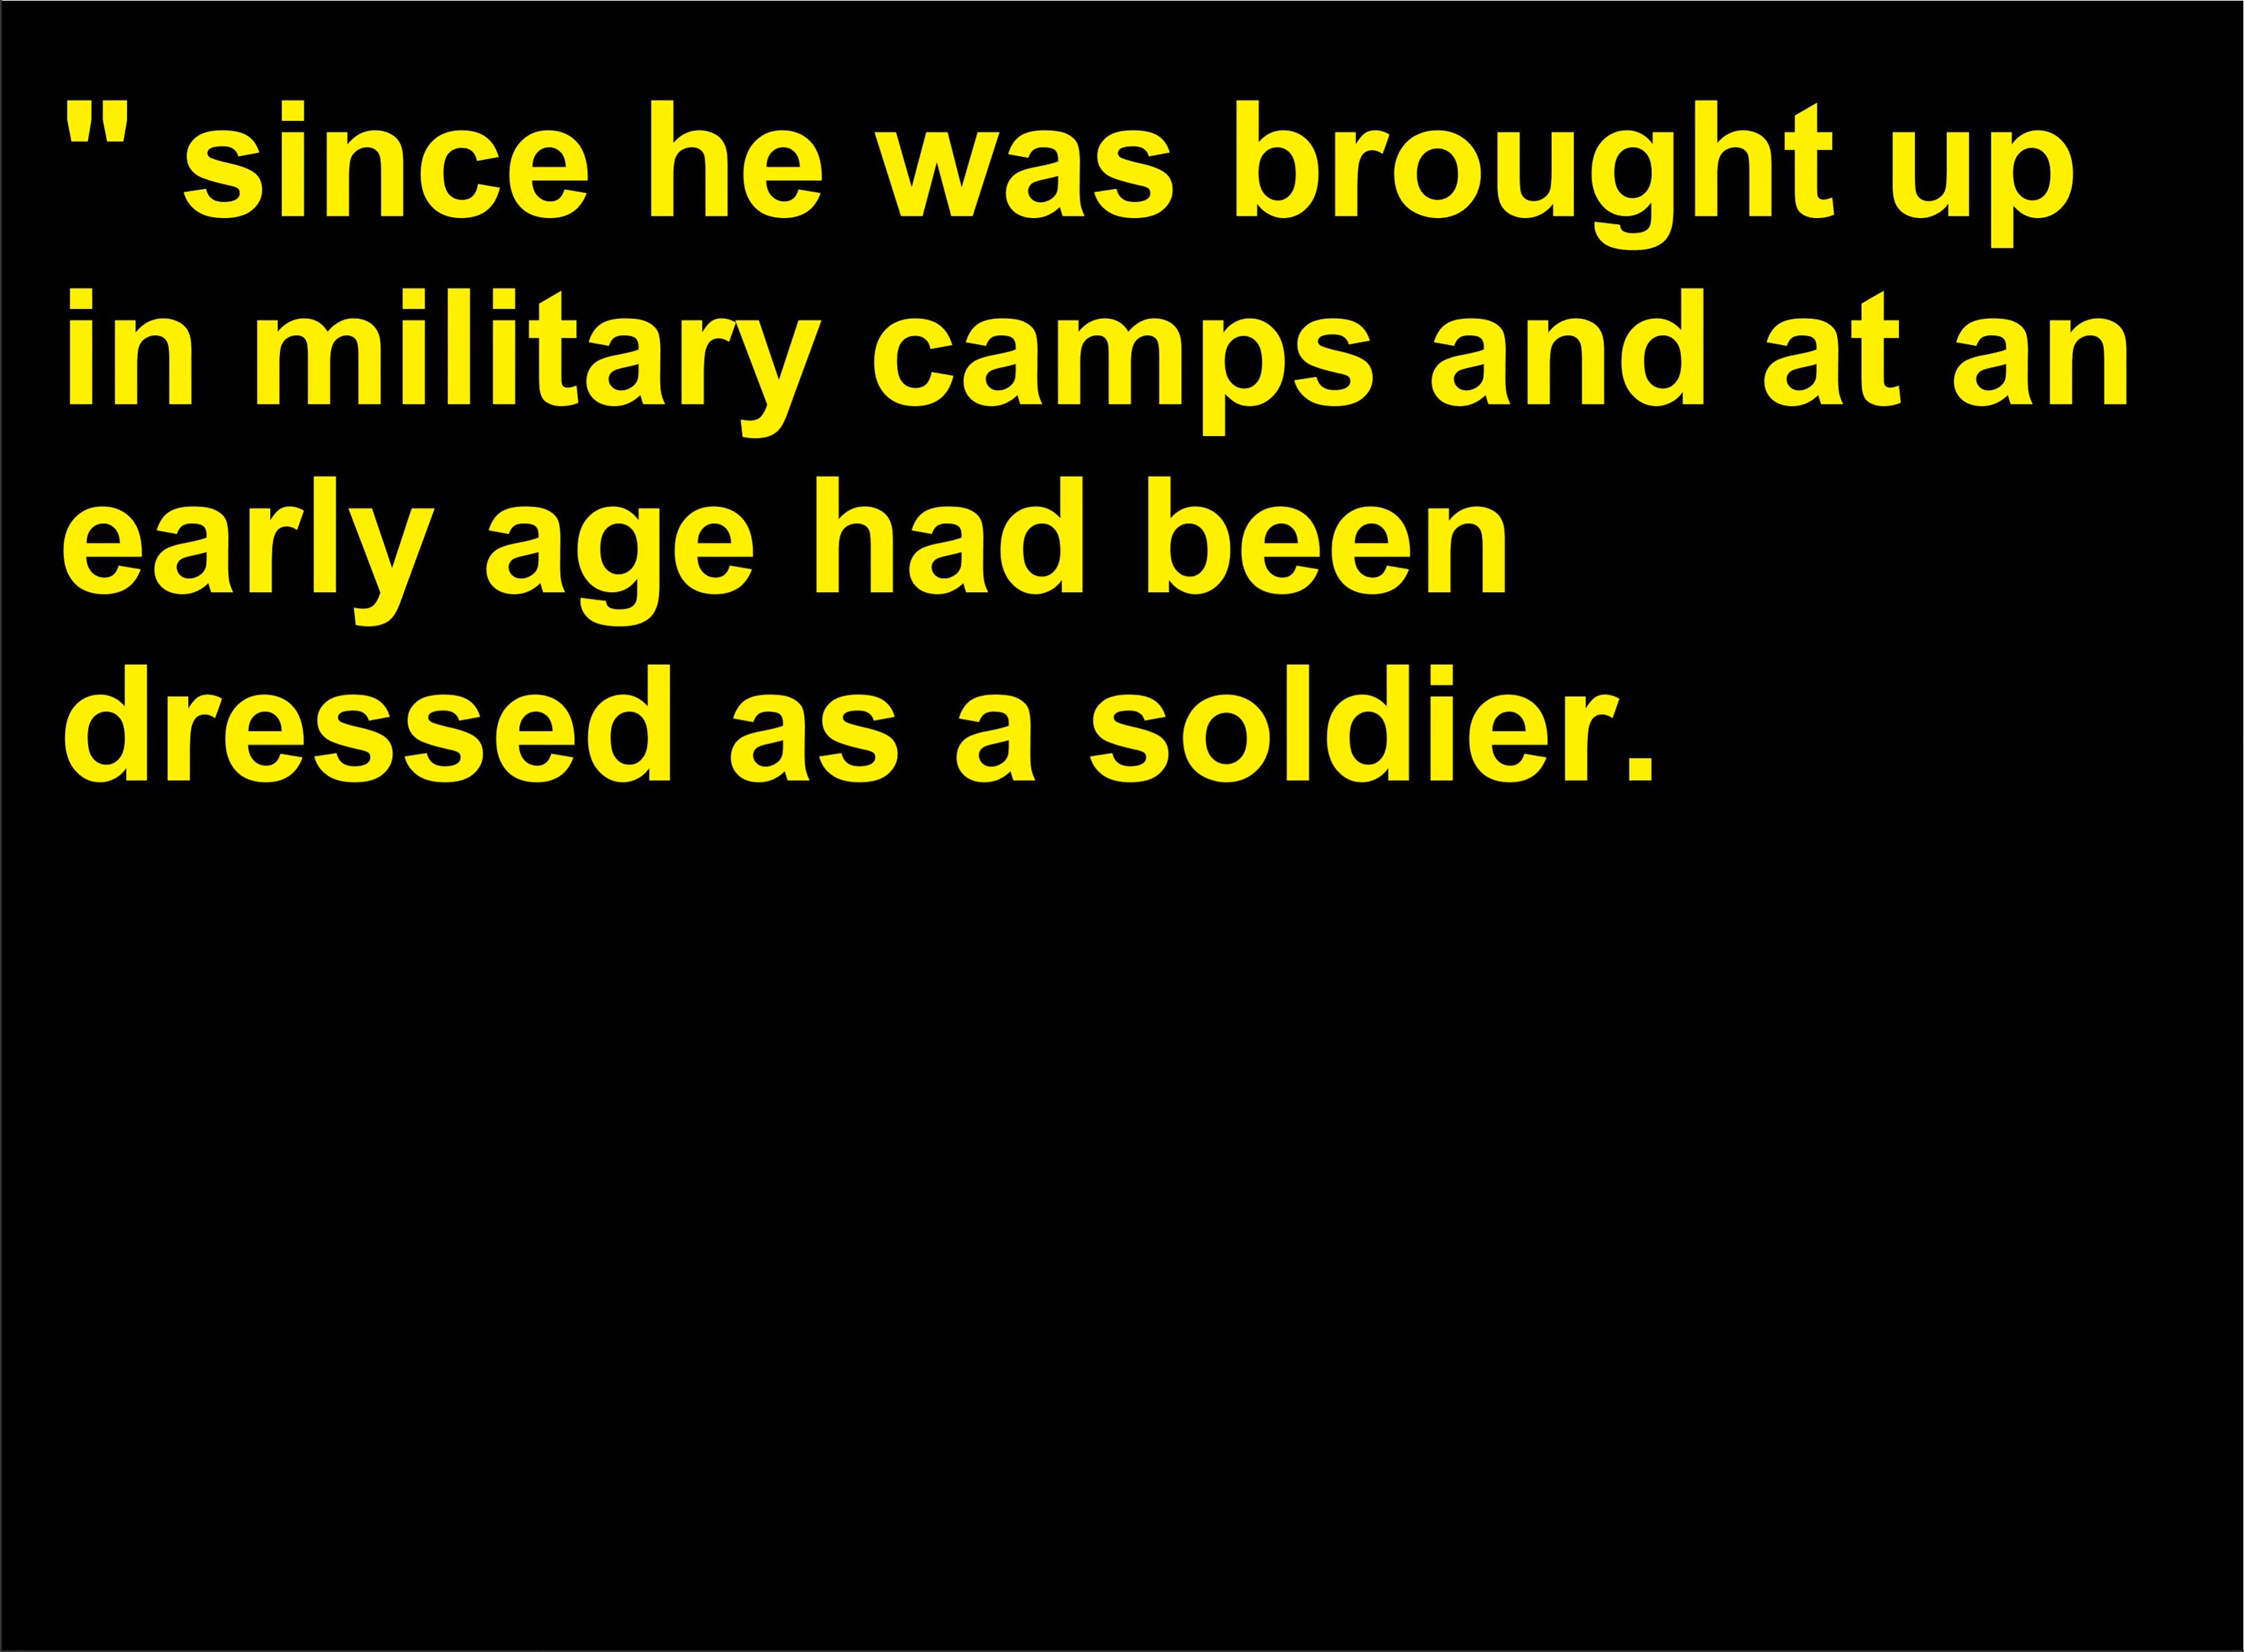 " since he was brought up
in military camps and at an
early age had been
dressed as a soldier.